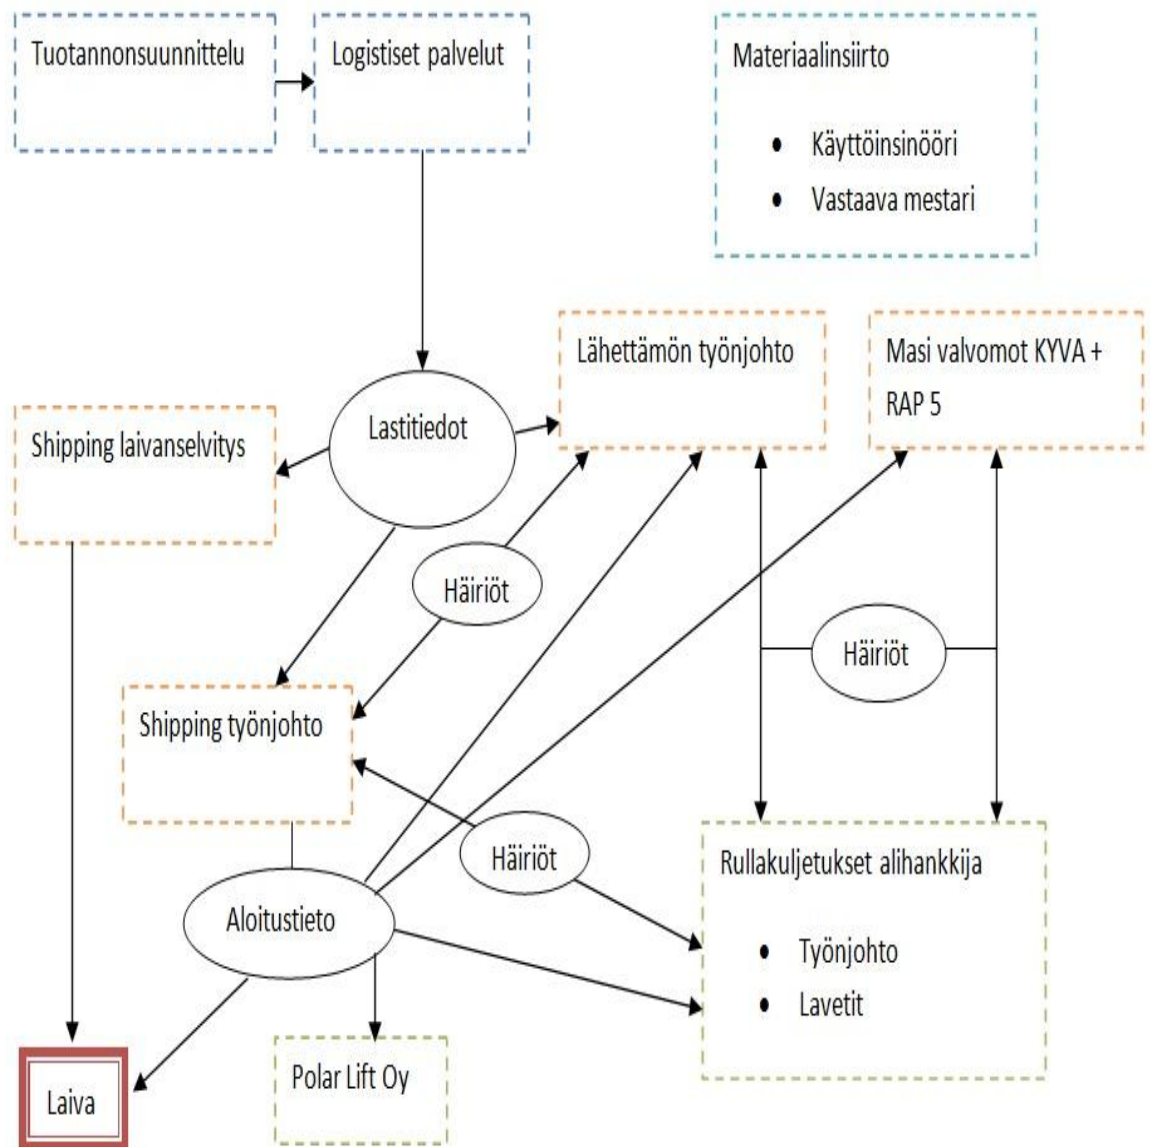 Tuotannonsuunnittelu
Logistiset palvelut
Materiaalinsiirto
• Käyttöinsinööri
• Vastaava mestari
Lähettämön työnjohto
Masi valvomot KYVA +
RAP 5
Lastitiedot
Shipping laivanselvitys
Häiriöt
Häiriöt
Shipping työnjohto
Häiriöt
Rullakuljetukset alihankkija
• Työnjohto
• Lavetit
Aloitustieto
Polar Lift Oy
Laiva